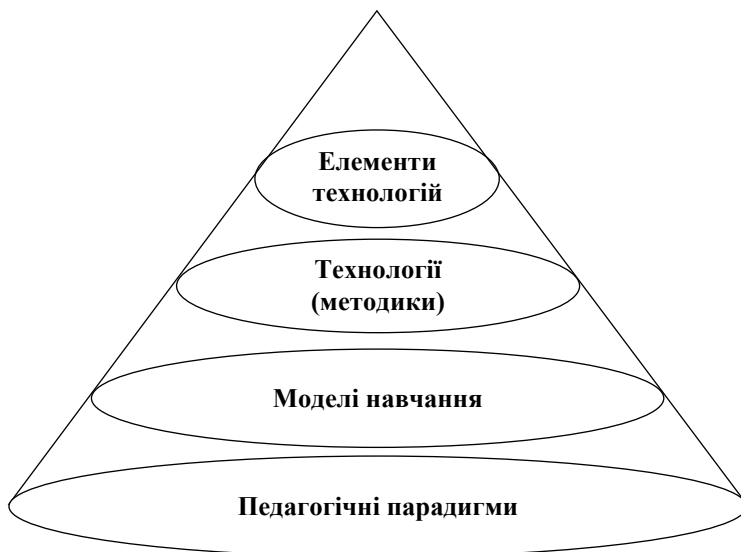 Елементи
технологій
Технології
(методики)
Моделі навчання
Педагогічні парадигми